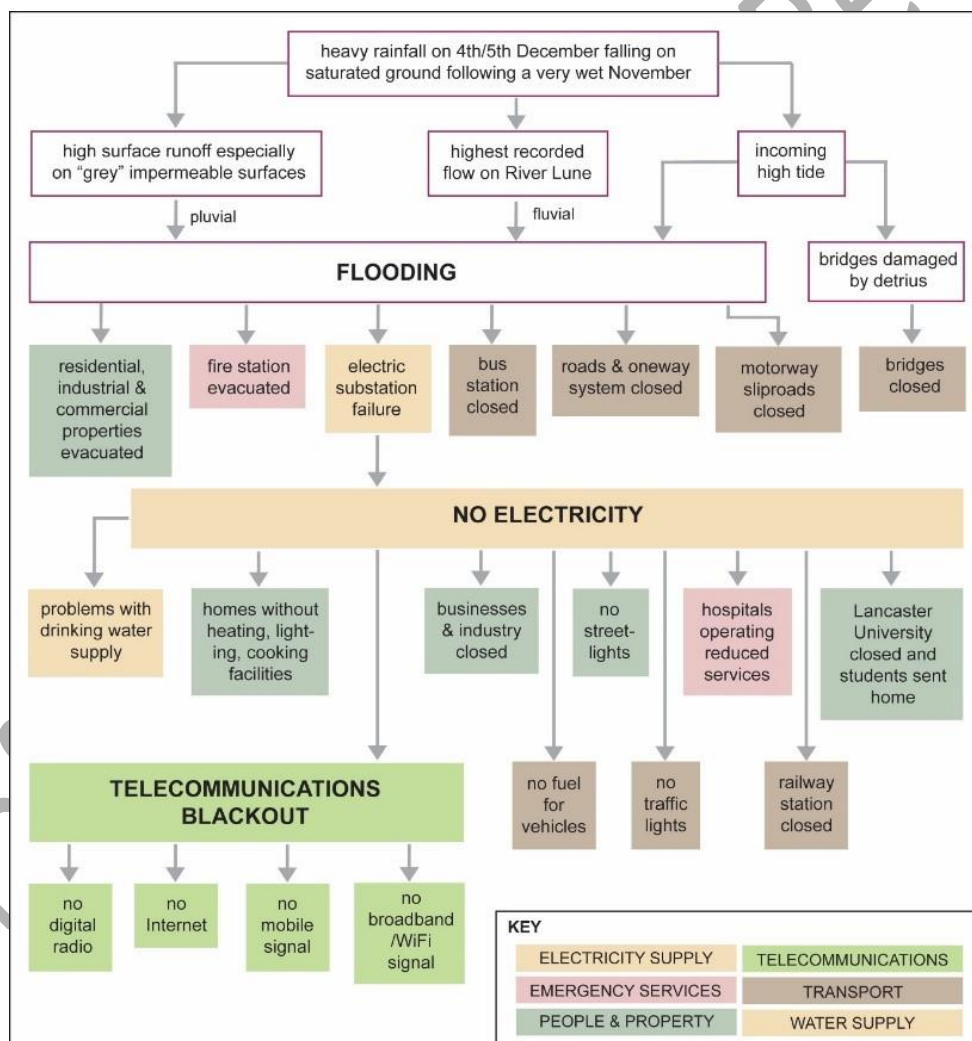 heavy rainfall on 4th/5th December falling on
saturated ground following a very wet November
high surface runoff especially
on "grey" impermeable surfaces
highest recorded
flow on River Lune
incoming
high tide
pluvial
fluvial
FLOODING
bridges damaged
by detrius
residential,
industrial &
commercial
properties
evacuated
fire station
evacuated
electric
substation
failure
bus
station
closed
roads & oneway
system closed
motorway
sliproads
closed
bridges
closed
NO ELECTRICITY
problems with
drinking water
supply
homes without
heating, light-
ing, cooking
facilities
businesses
& industry
closed
no
street-
lights
hospitals
operating
reduced
services
Lancaster
University
closed and
students sent
home
TELECOMMUNICATIONS
BLACKOUT
no fuel
for
vehicles
no
traffic
lights
railway
station
closed
no
digital
radio
no
Internet
no
mobile
signal
no
broadband
/WiFi
signal
KEY
ELECTRICITY SUPPLY
TELECOMMUNICATIONS
EMERGENCY SERVICES
TRANSPORT
PEOPLE & PROPERTY
WATER SUPPLY